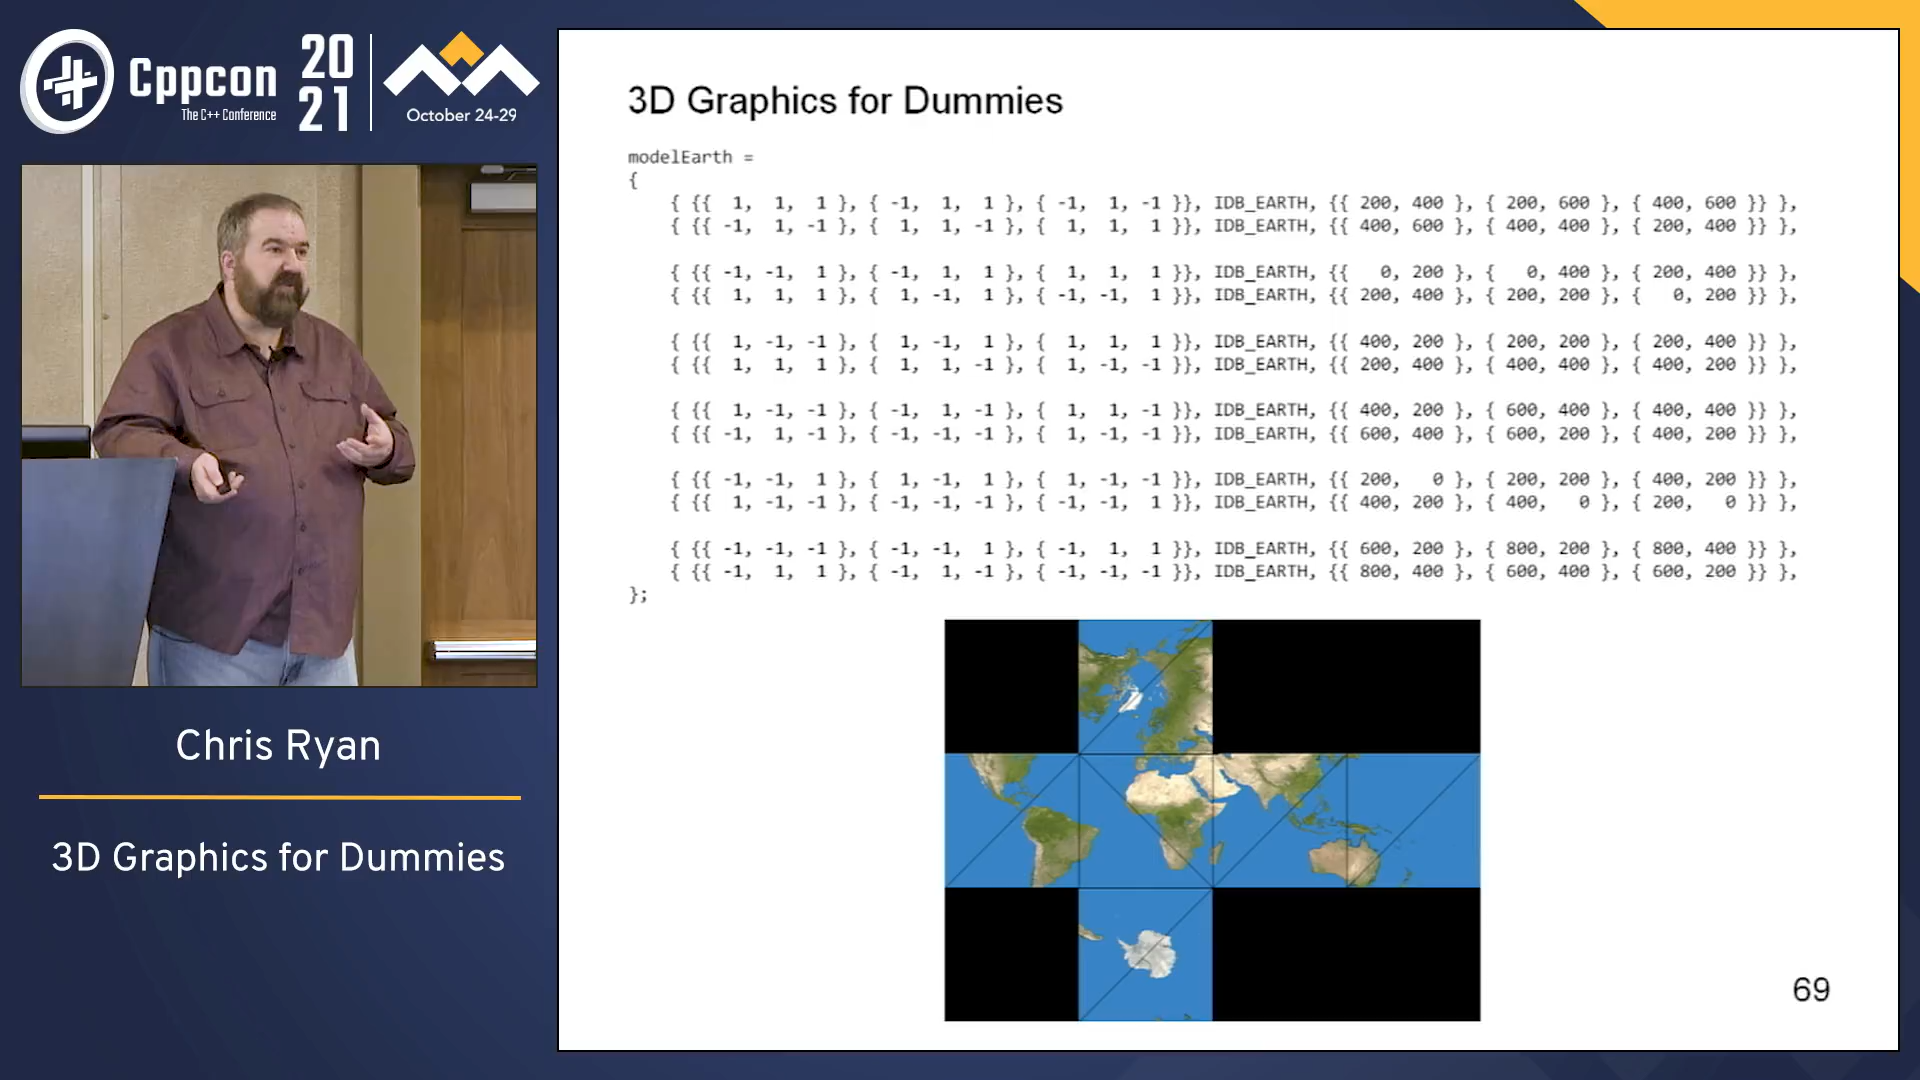 Cppcon
The C++ Conference
20
21
October 24-29
Chris Ryan
3D Graphics for Dummies
3D Graphics for Dummies
modelEarth =
{
{ {{ 1, 1, 1 }, { -1, 1, 1 }, { -1, 1, -1 }}, IDB_EARTH, {{ 200, 400 }, { 200, 600 }, { 400, 600 }} },
{ {{ -1, 1, -1 }, { 1, 1, -1 }, { 1, 1, 1 }}, IDB_EARTH, {{ 400, 600 }, { 400, 400 }, { 200, 400 }} },
{ {{ -1, -1, 1 }, { -1, 1, 1 }, { 1, 1, 1 }}, IDB_EARTH, {{ 0, 200 }, { 0, 400 }, { 200, 400 }} },
{ {{ 1, 1, 1 }, { 1, -1, 1 }, { -1, -1, 1 }}, IDB_EARTH, {{ 200, 400 }, { 200, 200 }, { 0, 200 }} },
{ {{ 1, -1, -1 }, { 1, -1, 1 }, { 1, 1, 1 }}, IDB_EARTH, {{ 400, 200 }, { 200, 200 }, { 200, 400 }} },
{ {{ 1, 1, 1 }, { 1, 1, -1 }, { 1, -1, -1 }}, IDB_EARTH, {{ 200, 400 }, { 400, 400 }, { 400, 200 }} },
{ {{ 1, -1, -1 }, { -1, 1, -1 }, { 1, 1, -1 }}, IDB_EARTH, {{ 400, 200 }, { 600, 400 }, { 400, 400 }} },
{ {{ -1, 1, -1 }, { -1, -1, -1 }, { 1, -1, -1 }}, IDB_EARTH, {{ 600, 400 }, { 600, 200 }, { 400, 200 }} },
{ {{ -1, -1, 1 }, { 1, -1, 1 }, { 1, -1, -1 }}, IDB_EARTH, {{ 200, 0 }, { 200, 200 }, { 400, 200 }} },
{ {{ 1, -1, -1 }, { -1, -1, -1 }, { -1, -1, 1 }}, IDB_EARTH, {{ 400, 200 }, { 400, 0 }, { 200, 0 }} },
{ {{ -1, -1, -1 }, { -1, -1, 1 }, { -1, 1, 1 }}, IDB_EARTH, {{ 600, 200 }, { 800, 200 }, { 800, 400 }} },
{ {{ -1, 1, 1 }, { -1, 1, -1 }, { -1, -1, -1 }}, IDB_EARTH, {{ 800, 400 }, { 600, 400 }, { 600, 200 }} },
};
69